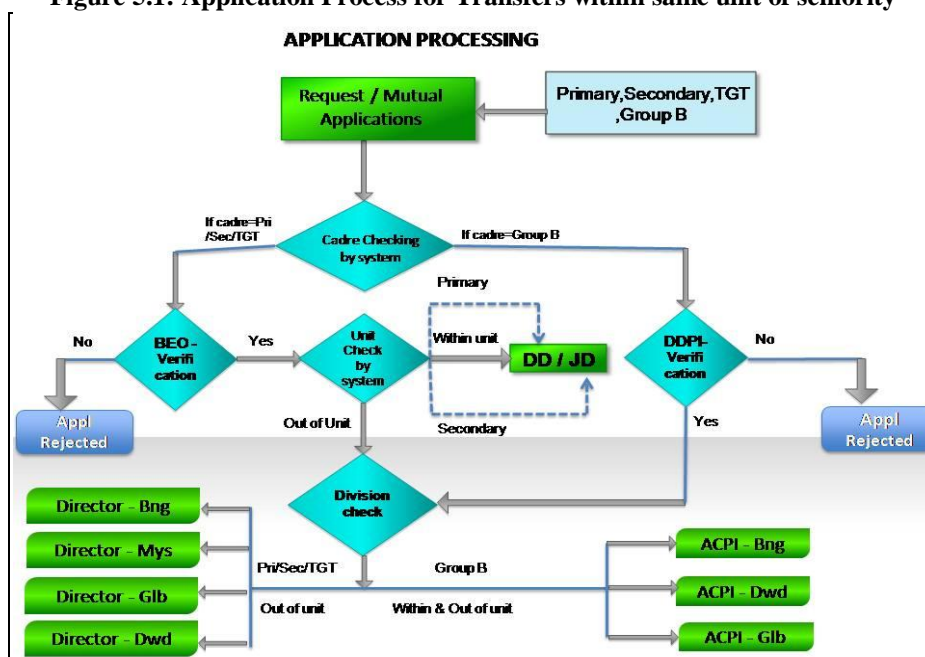 Figure 5.1: Application Process for Transfers within same unit of seniority
APPLICATION PROCESSING
Request / Mutual
Applications
Primary,Secondary,TGT
,Group B
If cadre=Pri
/Sec/TGT
Cadre Checking
by system
If cadre=Group B
Primary
No
BEO -
Verifi
cation
Yes
Unit
Check
by
system
Within unit
DD / JD
DDPI-
Verifi
cation
No
Appl
Rejected
Out of Unit
Secondary
Yes
Appl
Rejected
Division
check
Director - Bng
Director - Mys
Director - Glb
Director - Dwd
Pri/Sec/TGT
Out of unit
Group B
Within & Out of unit
ACPI - Bng
ACPI - Dwd
ACPI - Glb